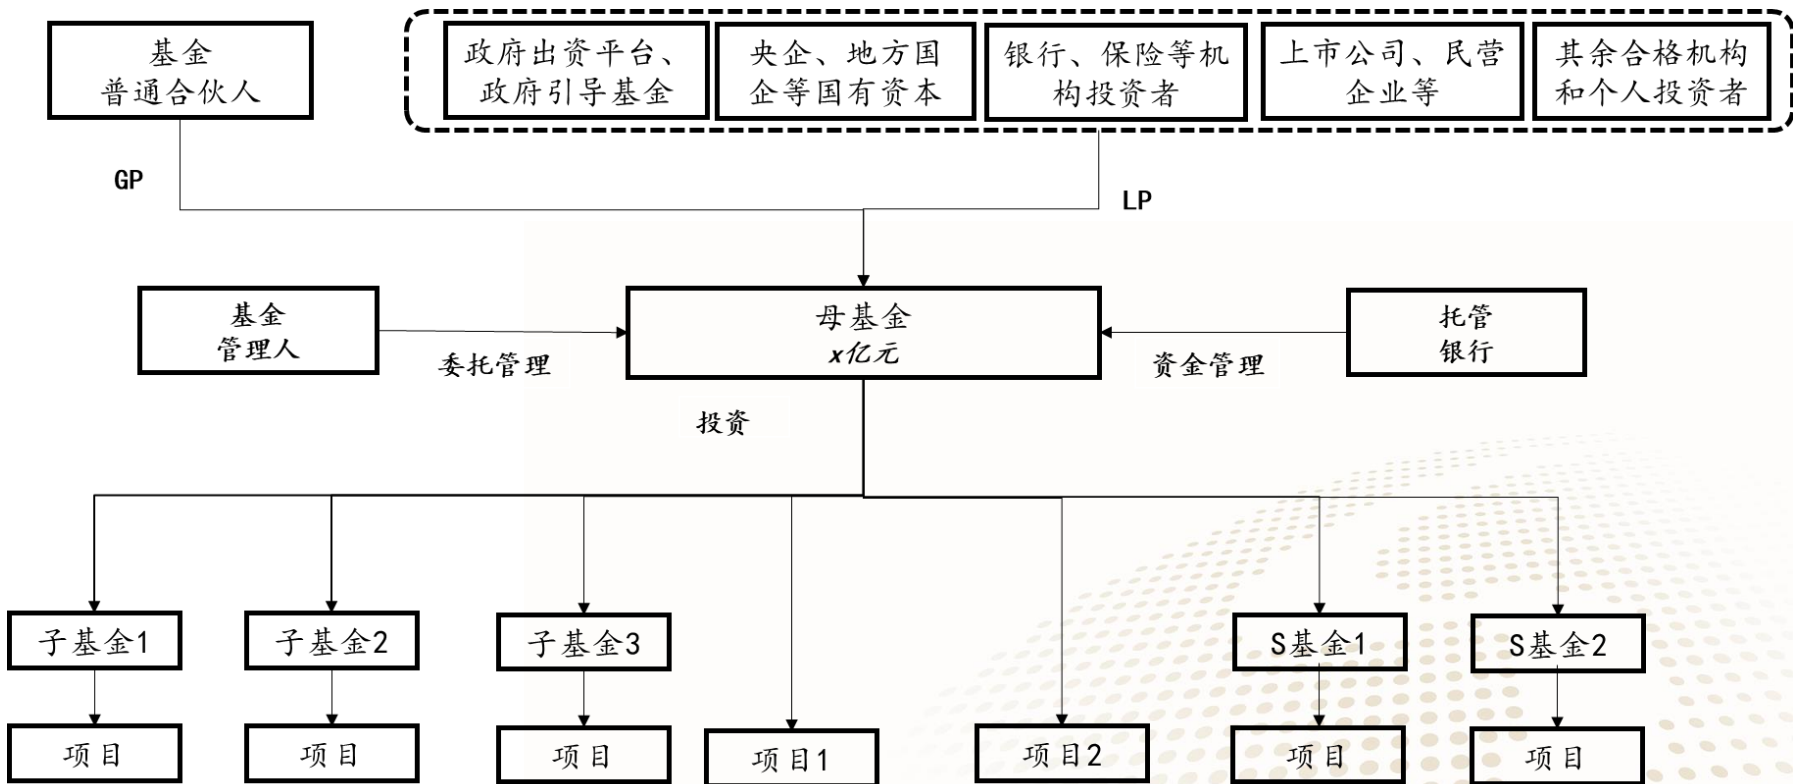 基金
普通合伙人
政府出资平台、
政府引导基金
央企、地方国
企等国有资本
银行、保险等机
构投资者
上市公司、民营
企业等
其余合格机构
和个人投资者
GP
LP
基金
管理人
委托管理
母基金
x亿元
资金管理
托管
银行
投资
子基金1
子基金2
子基金3
S基金1
S基金2
项目
项目
项目
项目1
项目2
项目
项目